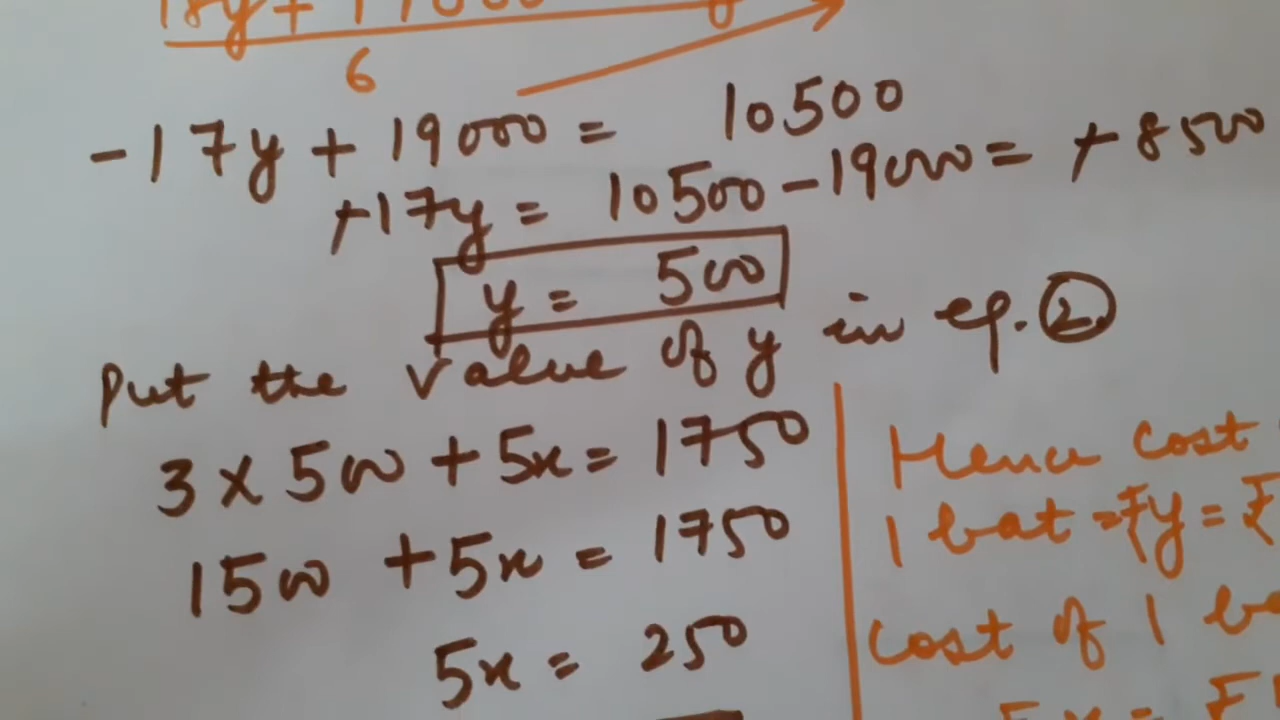 6
-17y + 19000 = 10500
+17y = 10500 - 19000 = +8500
y = 500
Put the value of y in eq. 2.
3 × 500 + 5x = 1750
1500 + 5x = 1750
5x = 250
Hence cost
1 bat = ₹y = ₹
cost of 1